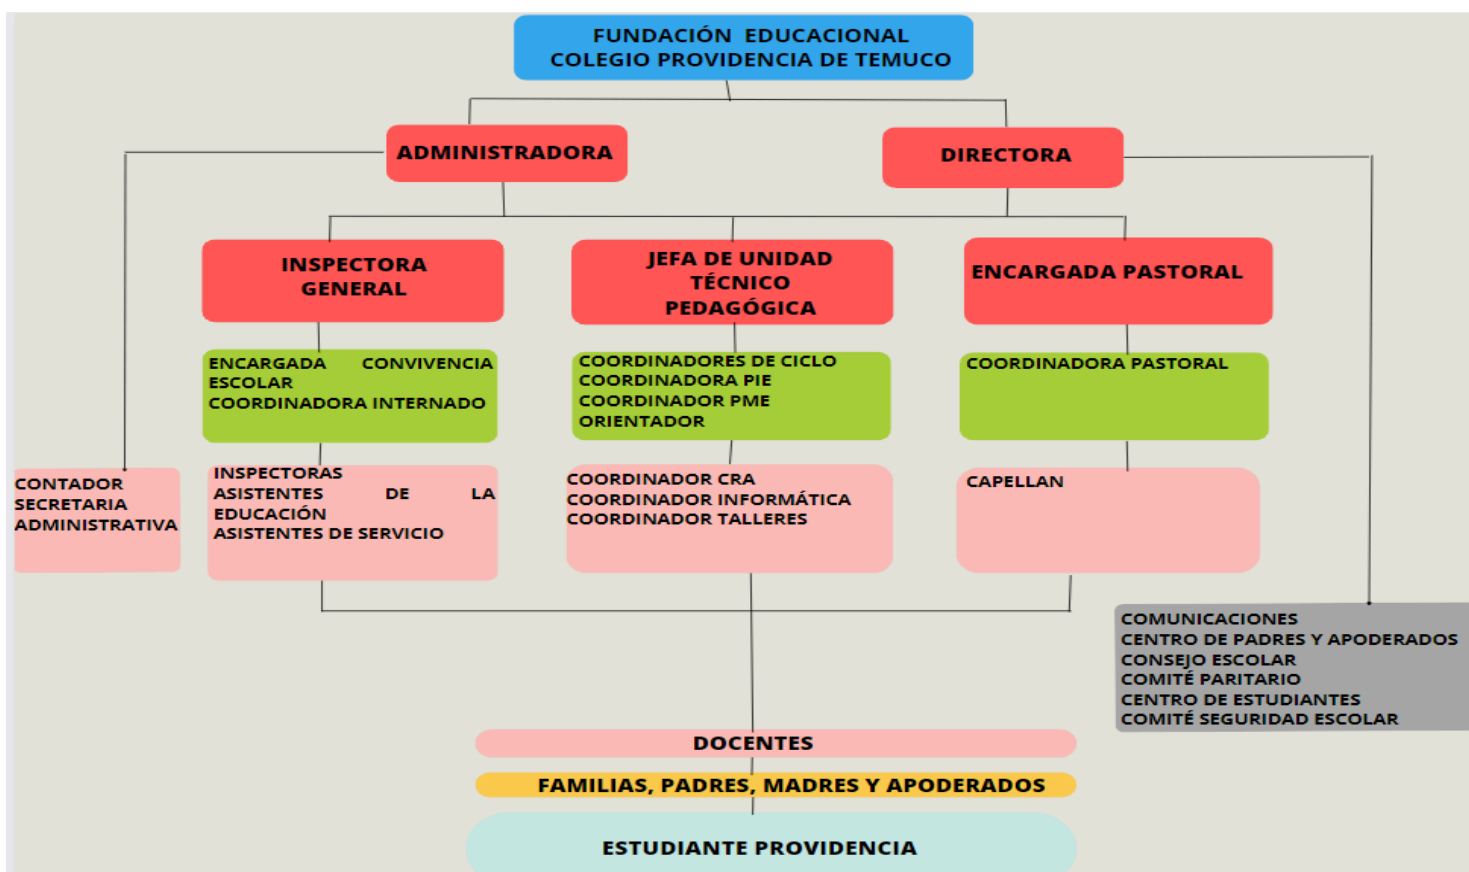 FUNDACIÓN EDUCACIONAL
COLEGIO PROVIDENCIA DE TEMUCO
ADMINISTRADORA
DIRECTORA
INSPECTORA
GENERAL
JEFA DE UNIDAD
TÉCNICO
PEDAGÓGICA
ENCARGADA PASTORAL
ENCARGADA CONVIVENCIA
ESCOLAR
COORDINADORA INTERNADO
COORDINADORES DE CICLO
COORDINADORA PIE
COORDINADOR PME
ORIENTADOR
COORDINADORA PASTORAL
CONTADOR
SECRETARIA
ADMINISTRATIVA
INSPECTORAS
ASISTENTES DE LA
EDUCACIÓN
ASISTENTES DE SERVICIO
COORDINADOR CRA
COORDINADOR INFORMÁTICA
COORDINADOR TALLERES
CAPELLAN
COMUNICACIONES
CENTRO DE PADRES Y APODERADOS
CONSEJO ESCOLAR
COMITÉ PARITARIO
CENTRO DE ESTUDIANTES
COMITÉ SEGURIDAD ESCOLAR
DOCENTES
FAMILIAS, PADRES, MADRES Y APODERADOS
ESTUDIANTE PROVIDENCIA